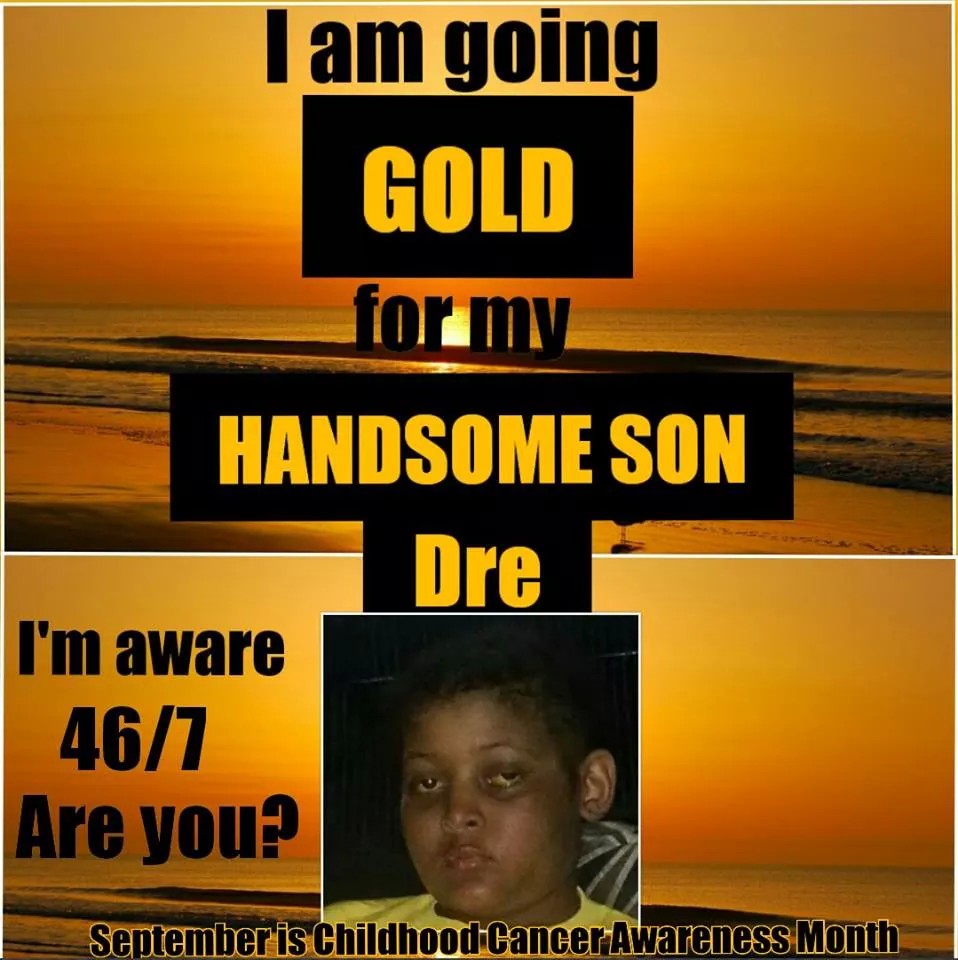 I am going
GOLD
for my
HANDSOME SON
Dre
I'm aware
46/7
Are you?
September is Childhood Cancer Awareness Month